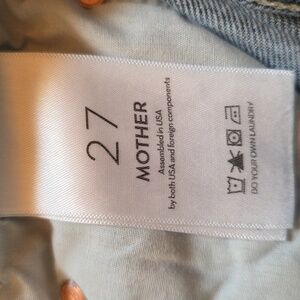 27
MOTHER
Assembled in USA
by both USA and foreign components
DO YOUR OWN LAUNDRY